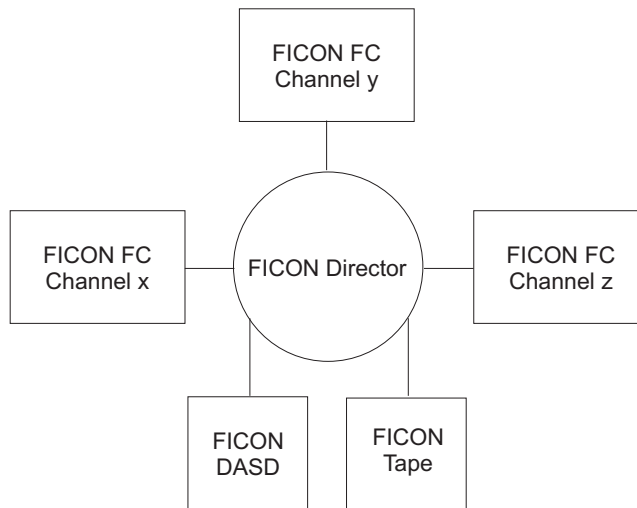 FICON FC
Channel y
FICON FC
Channel x
FICON Director
FICON FC
Channel z
FICON
DASD
FICON
Tape